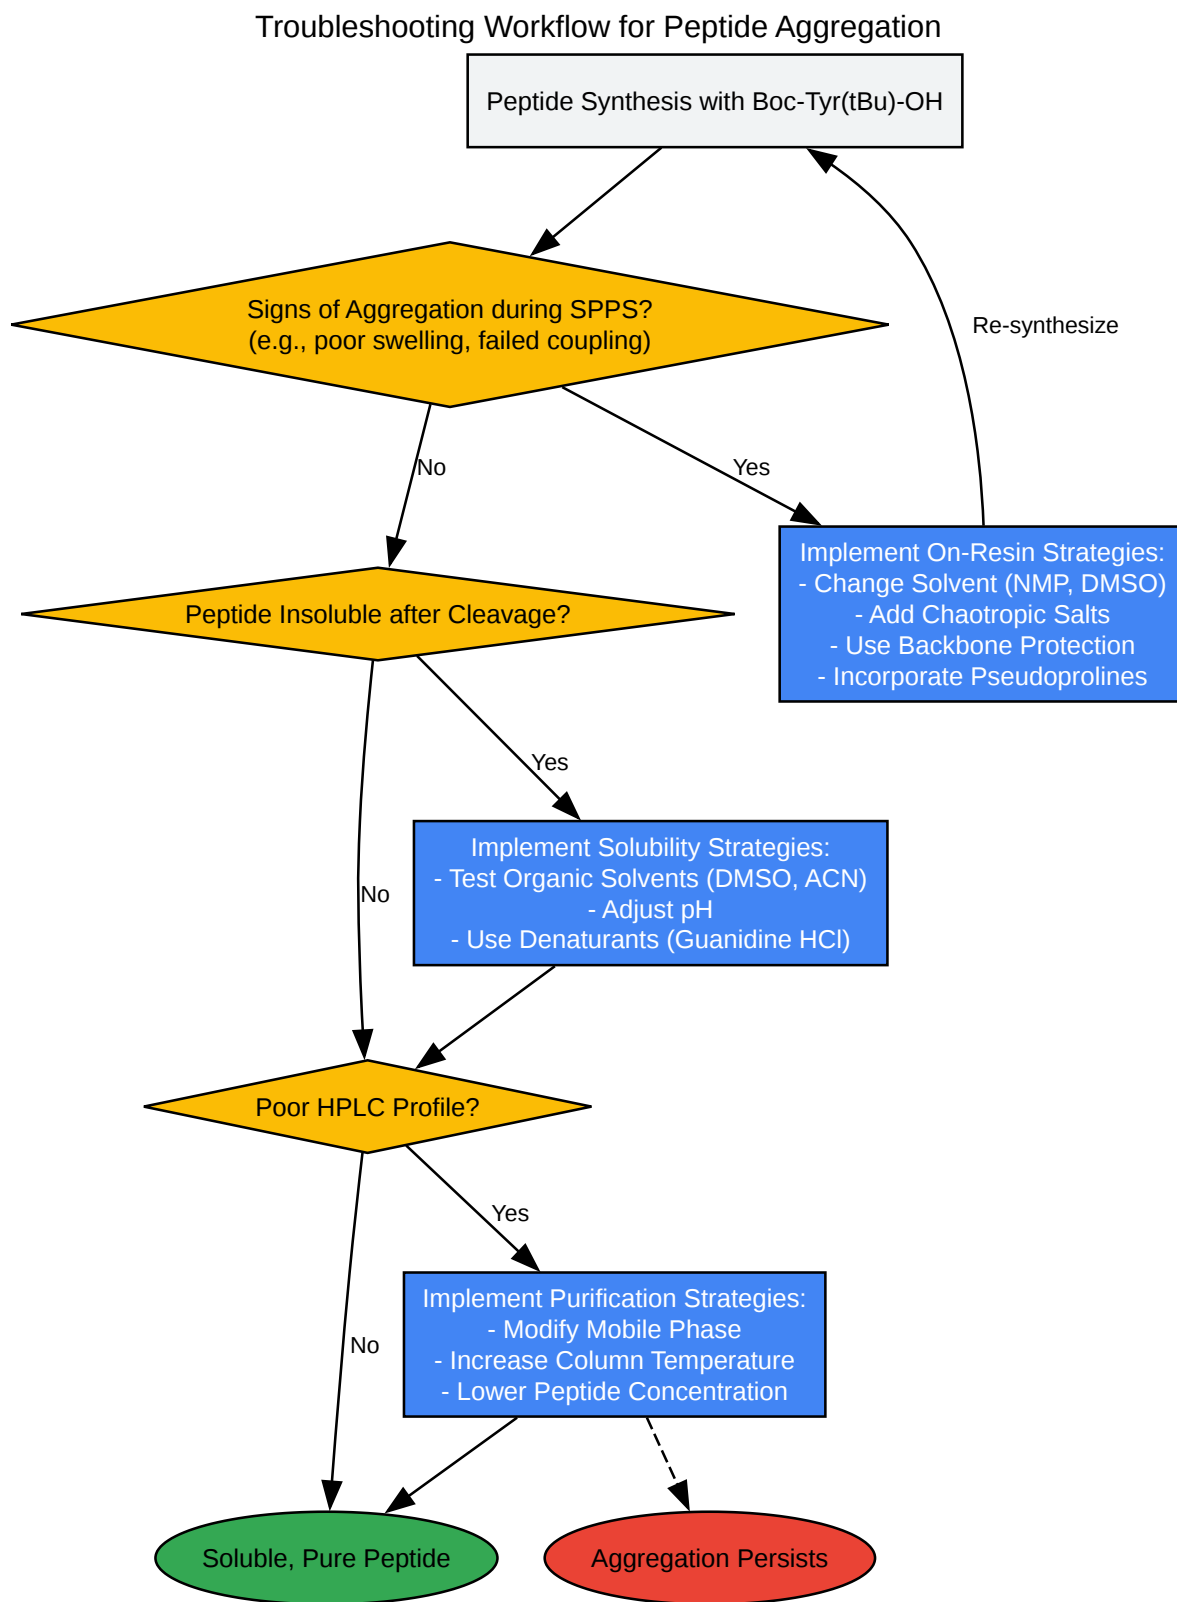 Troubleshooting Workflow for Peptide Aggregation
Peptide Synthesis with Boc-Tyr(tBu)-OH
Signs of Aggregation during SPPS?
(e.g., poor swelling, failed coupling)
Re-synthesize
No
Yes
Implement On-Resin Strategies:
- Change Solvent (NMP, DMSO)
- Add Chaotropic Salts
- Use Backbone Protection
- Incorporate Pseudoprolines
Peptide Insoluble after Cleavage?
Yes
No
Implement Solubility Strategies:
- Test Organic Solvents (DMSO, ACN)
- Adjust pH
- Use Denaturants (Guanidine HCl)
Poor HPLC Profile?
Yes
No
Implement Purification Strategies:
- Modify Mobile Phase
- Increase Column Temperature
- Lower Peptide Concentration
Soluble, Pure Peptide
Aggregation Persists